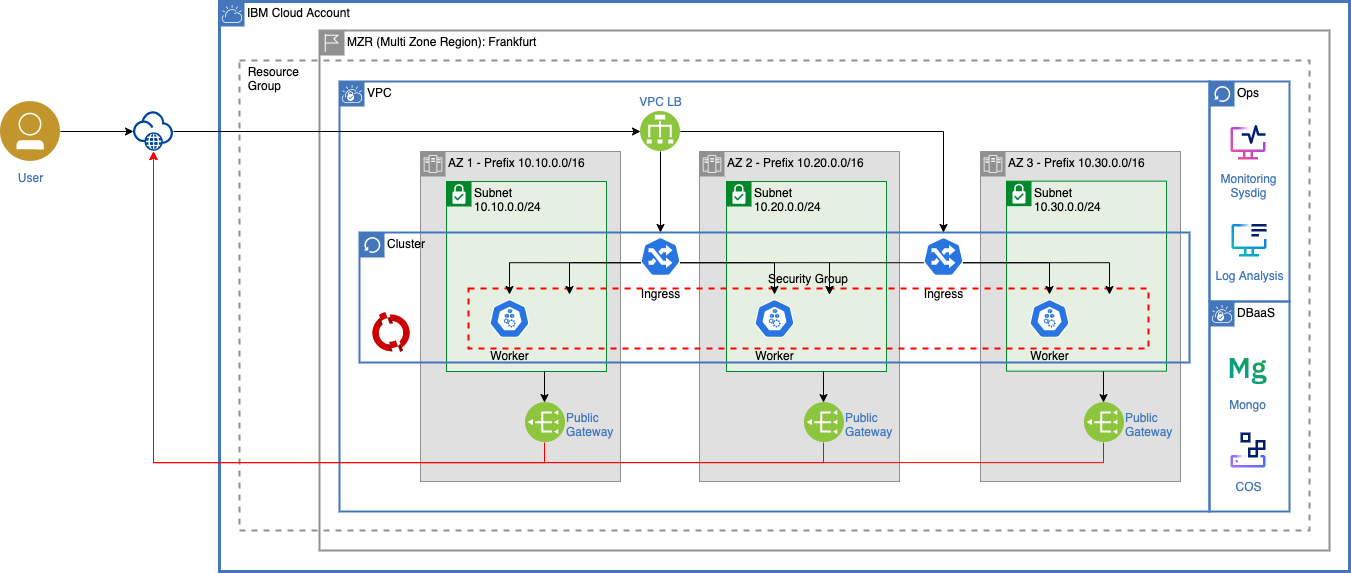 IBM Cloud Account
MZR (Multi Zone Region): Frankfurt
Resource
Group
VPC
Ops
VPC LB
User
AZ 1 - Prefix 10.10.0.0/16
AZ 2 - Prefix 10.20.0.0/16
AZ 3 - Prefix 10.30.0.0/16
Subnet
10.10.0.0/24
Subnet
10.20.0.0/24
Subnet
10.30.0.0/24
Monitoring
Sysdig
Cluster
Security Group
Ingress
Ingress
Log Analysis
DBaaS
Worker
Worker
Worker
Mg
Mongo
Public
Gateway
Public
Gateway
Public
Gateway
COS